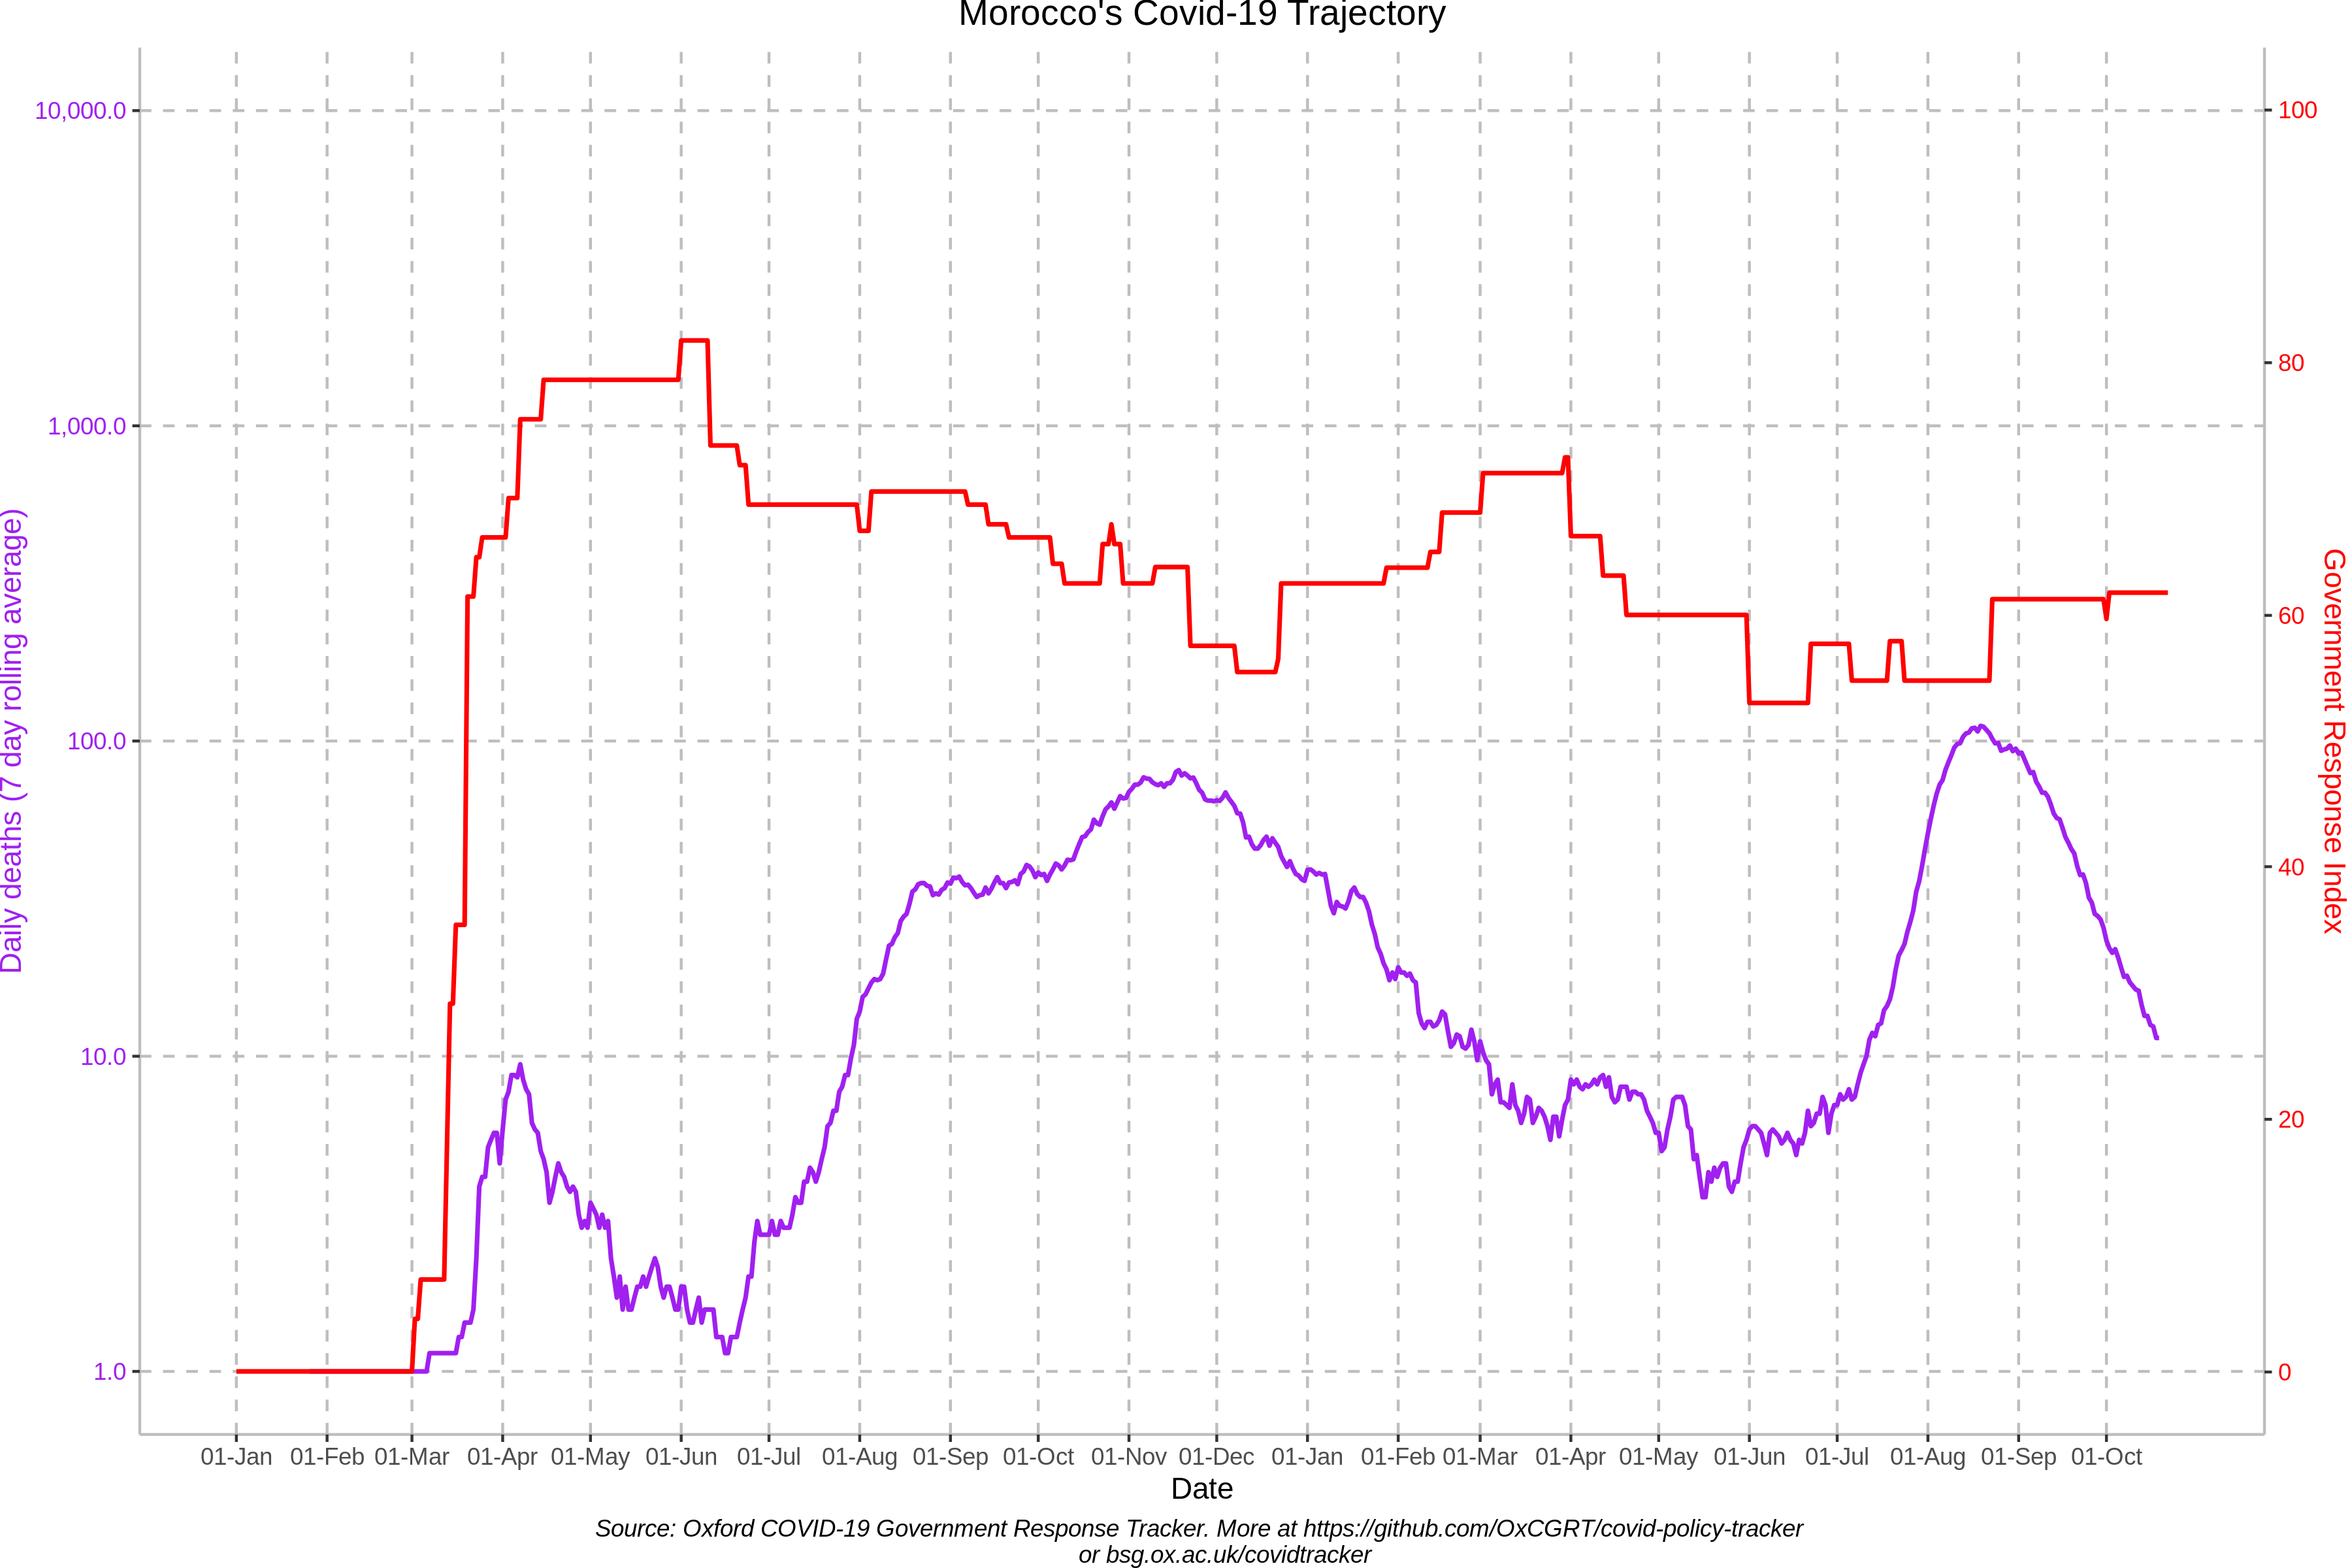 Morocco's Covid-19 Trajectory
10,000.0
1,000.0
100.0
10.0
1.0
Daily deaths (7 day rolling average)
100
80
60
40
20
0
Government Response Index
01-Jan 01-Feb 01-Mar 01-Apr 01-May 01-Jun 01-Jul 01-Aug 01-Sep 01-Oct 01-Nov 01-Dec 01-Jan 01-Feb 01-Mar 01-Apr 01-May 01-Jun 01-Jul 01-Aug 01-Sep 01-Oct
Date
Source: Oxford COVID-19 Government Response Tracker. More at https://github.com/OxCGRT/covid-policy-tracker
or bsg.ox.ac.uk/covidtracker